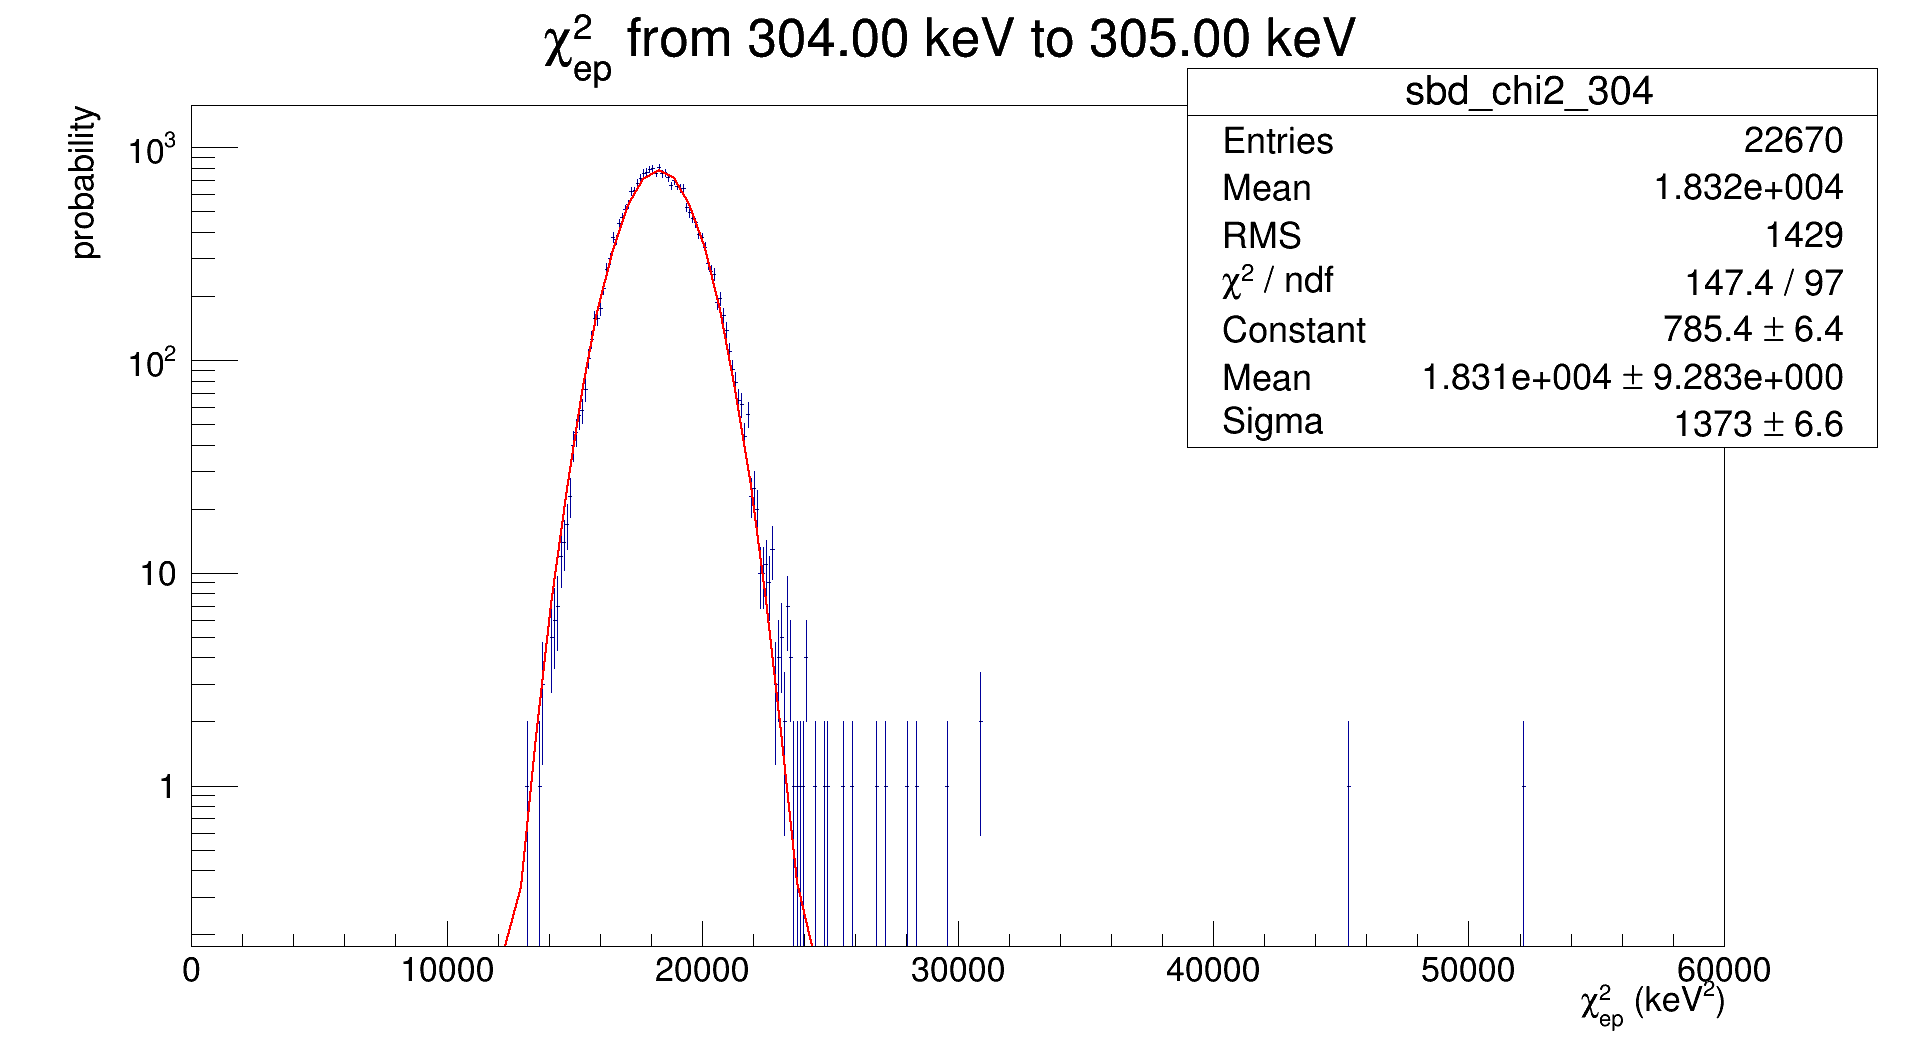 χ²ep from 304.00 keV to 305.00 keV
sbd_chi2_304
Entries 22670
Mean 1.832e+004
RMS 1429
χ² / ndf 147.4 / 97
Constant 785.4 ± 6.4
Mean 1.831e+004 ± 9.283e+000
Sigma 1373 ± 6.6
probability
10³
10²
10
1
0 10000 20000 30000 40000 50000 60000
χ²ep (keV²)